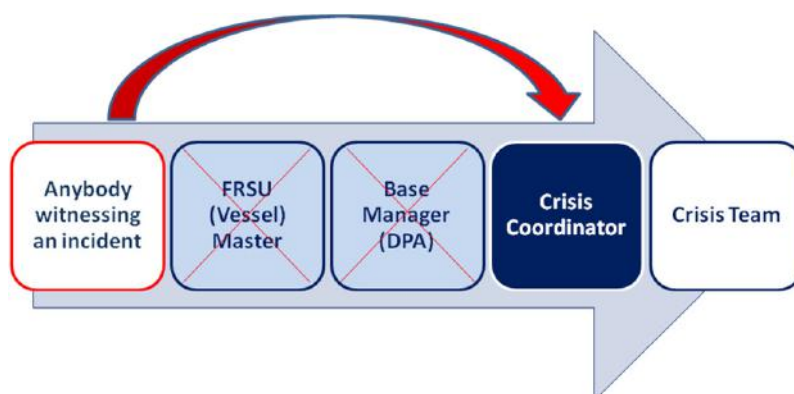 Anybody
witnessing
an incident
FRSU
(Vessel)
Master
Base
Manager
(DPA)
Crisis
Coordinator
Crisis Team